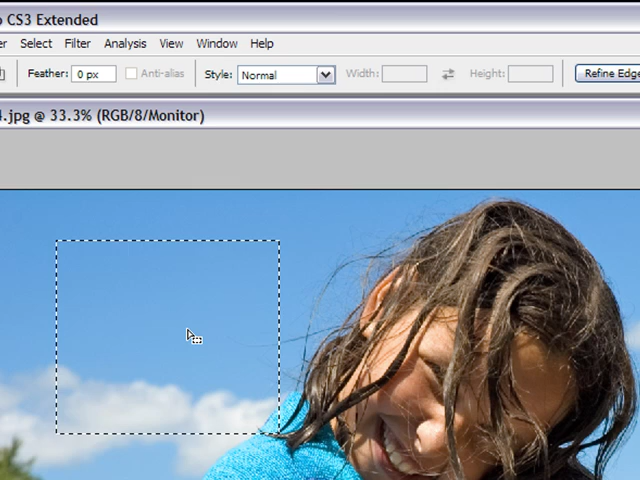 CS3 Extended
Select Filter Analysis View Window Help
Feather: 0 px Anti-alias Style: Normal Width: Height: Refine Edge
.jpg @ 33.3% (RGB/8/Monitor)